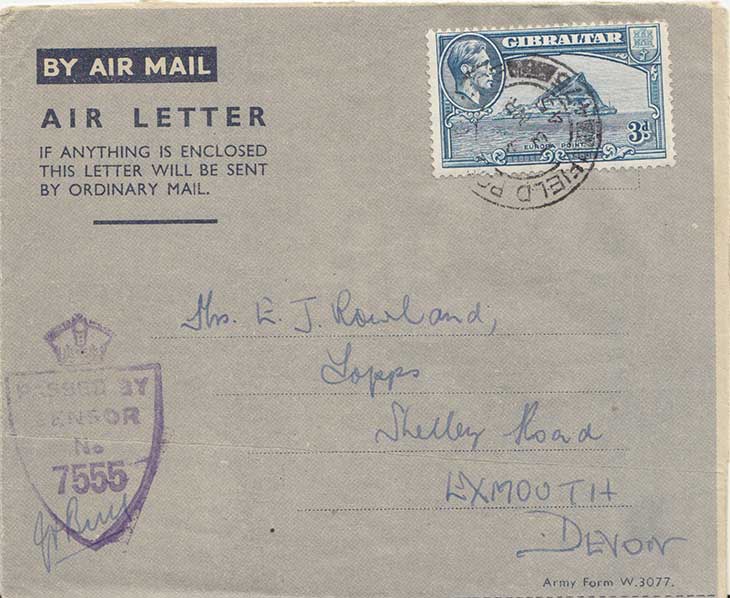 BY AIR MAIL
AIR LETTER
IF ANYTHING IS ENCLOSED
THIS LETTER WILL BE SENT
BY ORDINARY MAIL.
GIBRALTAR
3d
EUROPA POINT
FIELD
Mrs. E. J. Rowland,
Topps
Shelley Road
EXMOUTH
DEVON
PASSED BY
CENSOR
No
7555
Army Form W.3077.